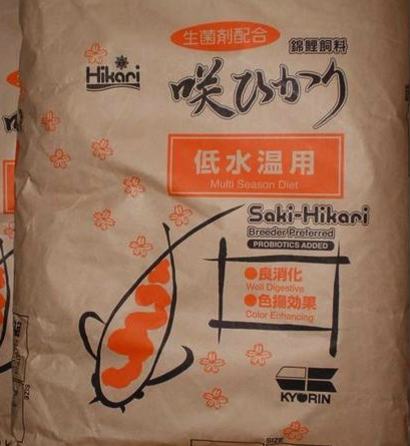 生菌剤配合
錦鯉飼料
Hikari
咲ひかり
低水温用
Multi Season Diet
Saki-Hikari
Breeder Preferred
PROBIOTICS ADDED
●良消化
Well Digestive
●色揚効果
Color Enhancing
KYORIN
SIZE
SIZE